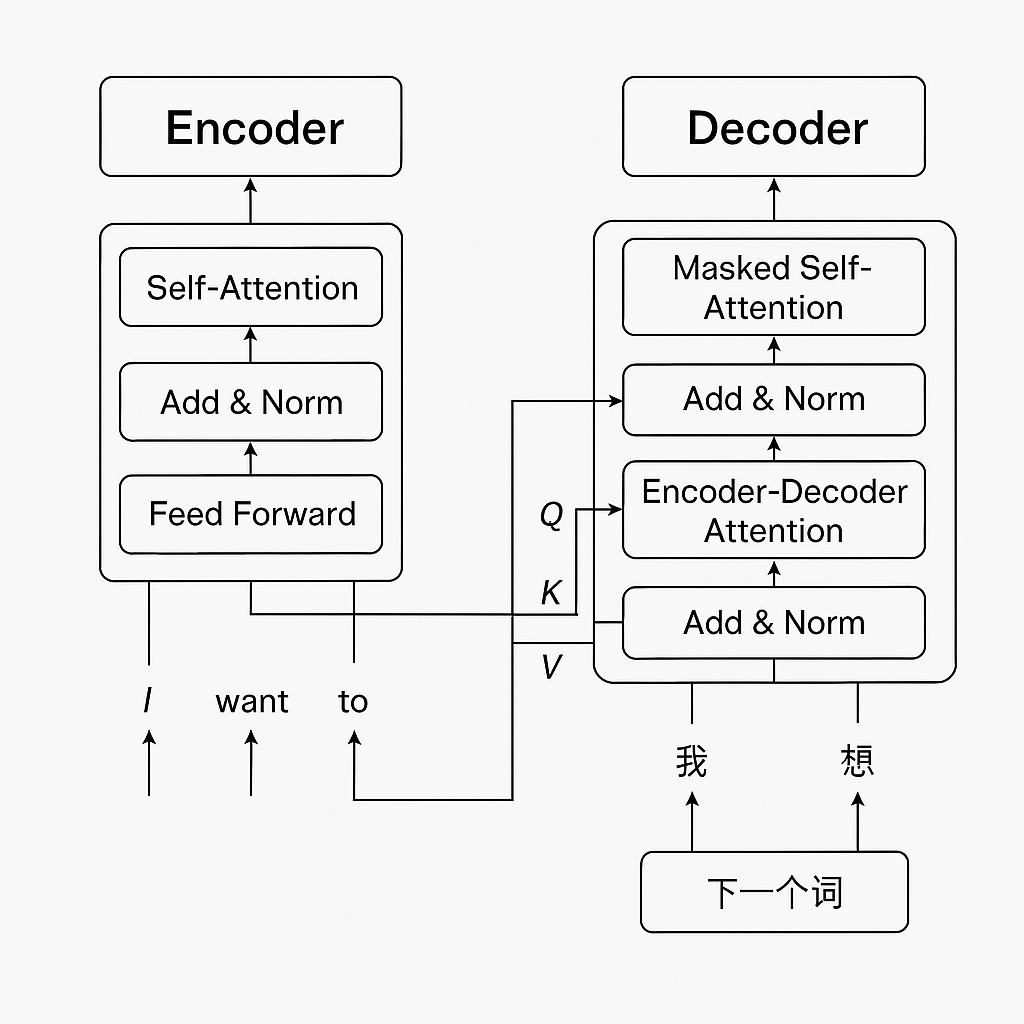 Encoder
Self-Attention
Add & Norm
Feed Forward
I want to
Decoder
Masked Self-
Attention
Add & Norm
Encoder-Decoder
Attention
Add & Norm
Q
K
V
我 想
下一个词